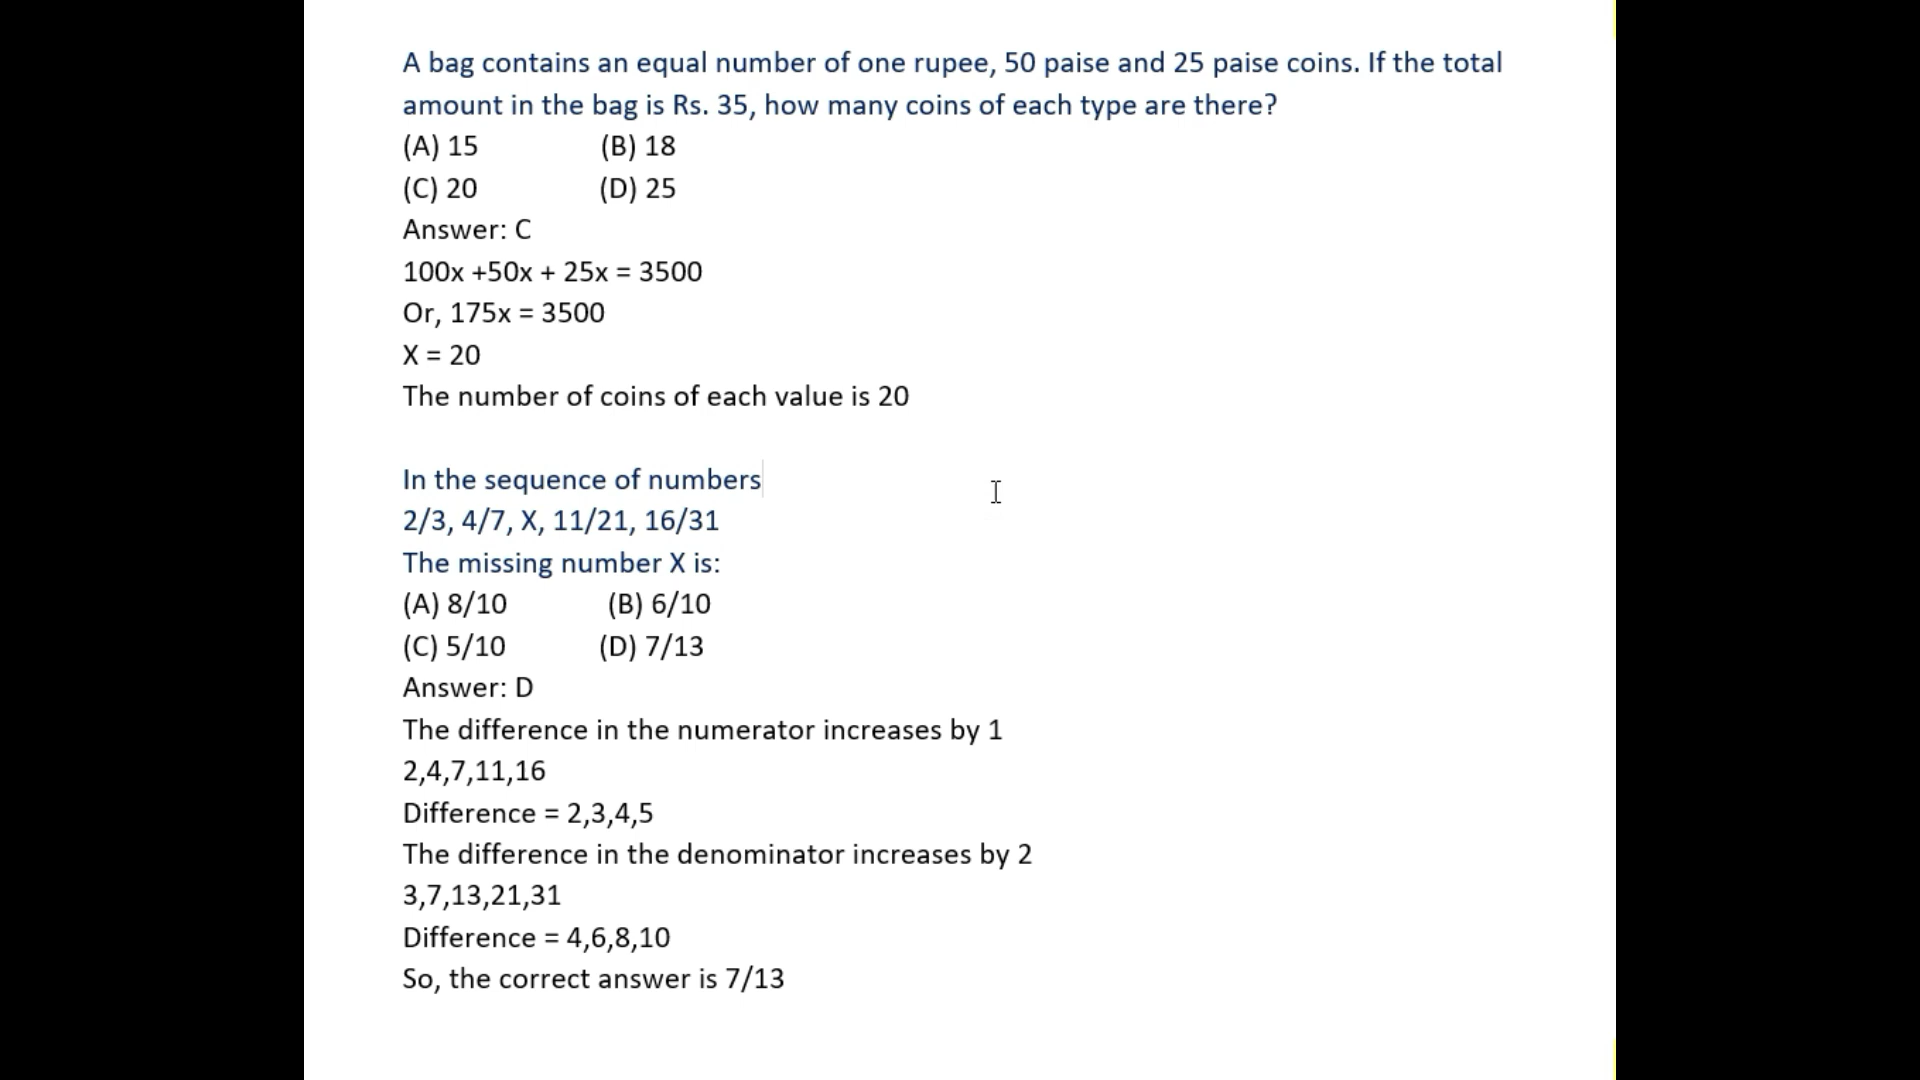 A bag contains an equal number of one rupee, 50 paise and 25 paise coins. If the total
amount in the bag is Rs. 35, how many coins of each type are there?
(A) 15 (B) 18
(C) 20 (D) 25
Answer: C
100x +50x + 25x = 3500
Or, 175x = 3500
X = 20
The number of coins of each value is 20
In the sequence of numbers
2/3, 4/7, X, 11/21, 16/31
The missing number X is:
(A) 8/10 (B) 6/10
(C) 5/10 (D) 7/13
Answer: D
The difference in the numerator increases by 1
2,4,7,11,16
Difference = 2,3,4,5
The difference in the denominator increases by 2
3,7,13,21,31
Difference = 4,6,8,10
So, the correct answer is 7/13